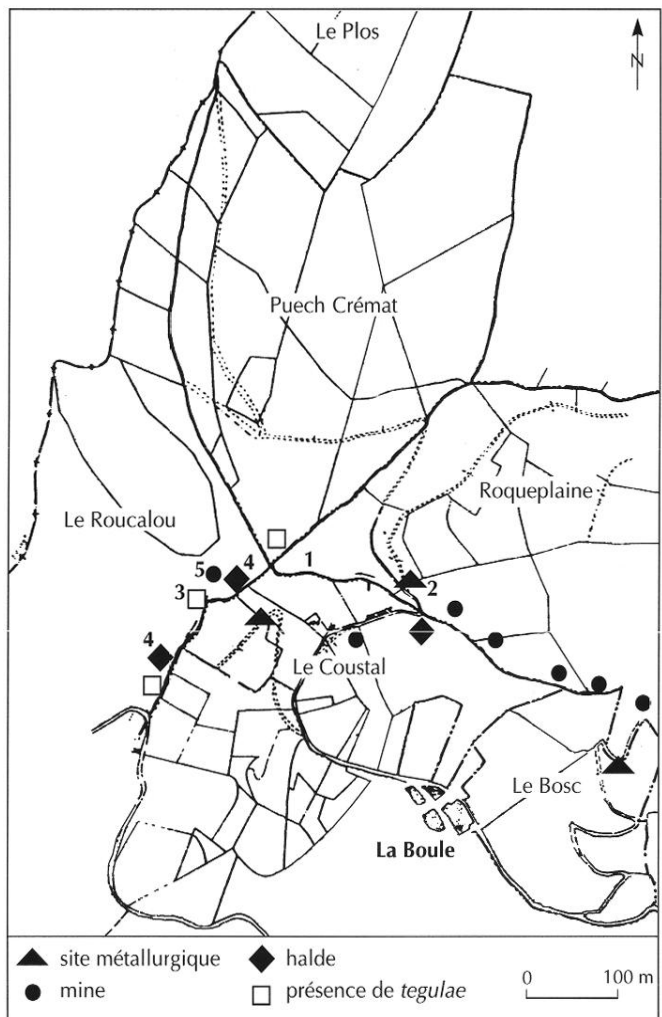 Le Plos
N
Puech Crémat
Roqueplaine
Le Roucalou
1
5 4
2
3
1
4
Le Coustal
Le Bosc
La Boule
site métallurgique
halde
mine
présence de tegulae
0 100 m